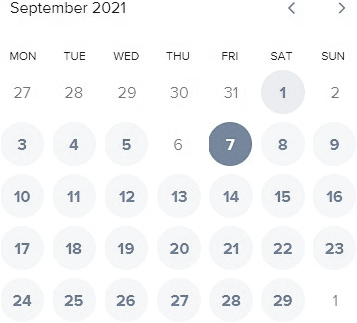 September 2021
MON TUE WED THU FRI SAT SUN
27 28 29 30 31 1 2
3 4 5 6 7 8 9
10 11 12 13 14 15 16
17 18 19 20 21 22 23
24 25 26 27 28 29 1